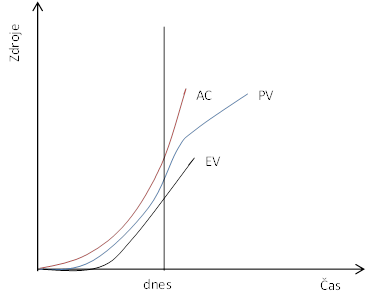 Zdroje
AC
PV
EV
dnes
Čas